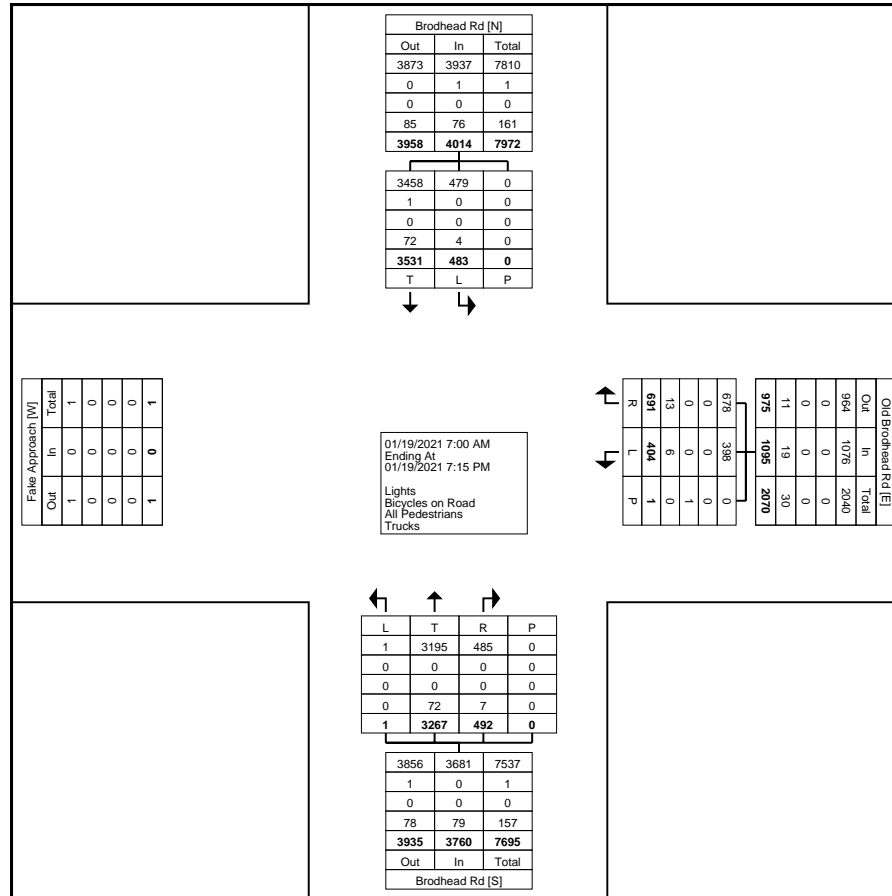 Brodhead Rd [N]
Out In Total
3873 3937 7810
0 1 1
0 0 0
85 76 161
3958 4014 7972
3458 479 0
1 0 0
0 0 0
72 4 0
3531 483 0
T L P
Fake Approach [W]
Total 1 0 0 0 1
In 0 0 0 0 0
Out 1 0 0 0 1
01/19/2021 7:00 AM
Ending At
01/19/2021 7:15 PM
Lights
Bicycles on Road
All Pedestrians
Trucks
R 691 13 0 0 678
L 404 6 0 0 398
P 1 0 1 0 0
Old Brodhead Rd [E]
Out 964 0 0 11 975
In 1076 0 0 19 1095
Total 2040 0 0 30 2070
L T R P
1 3195 485 0
0 0 0 0
0 0 0 0
0 72 7 0
1 3267 492 0
3856 3681 7537
1 0 1
0 0 0
78 79 157
3935 3760 7695
Out In Total
Brodhead Rd [S]